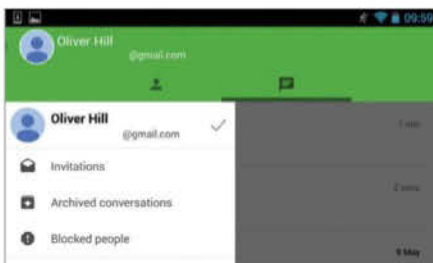 09:59
Oliver Hill
@gmail.com
Oliver Hill
@gmail.com
1 min
Invitations
Archived conversations
2 mins
Blocked people
9 May